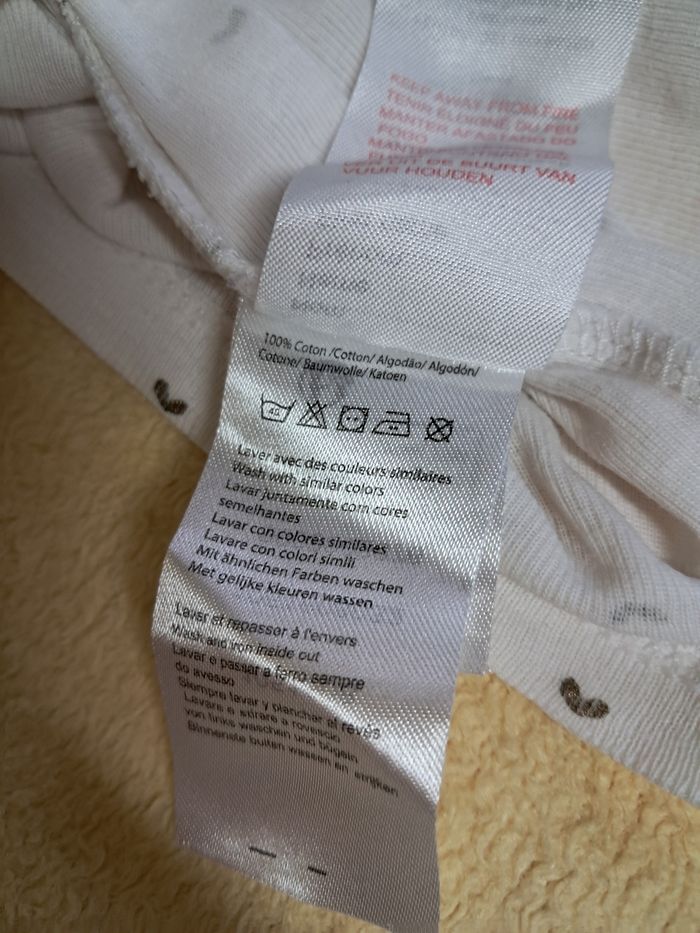 KEEP AWAY FROM FIRE
TENIR ÉLOIGNÉ DU FEU
MANTER AFASTADO DO
FOGO
DE BUURT VAN
VUUR HOUDEN
100% Coton /Cotton/ Algodão/ Algodón/
Cotone/ Baumwolle/ Katoen
Laver avec des couleurs similaires
Wash with similar colors
Lavar juntamente com cores
semelhantes
Lavar con colores similares
Lavare con colori simili
Mit ähnlichen Farben waschen
Met gelijke kleuren wassen
Laver et repasser à l'envers
Wash and iron inside out
Lavar e passar a ferro sempre
do avesso
Siempre lavar y planchar al revés
Lavare e stirare a rovescio
von links waschen und bügeln
Binnenste buiten wassen en strijken